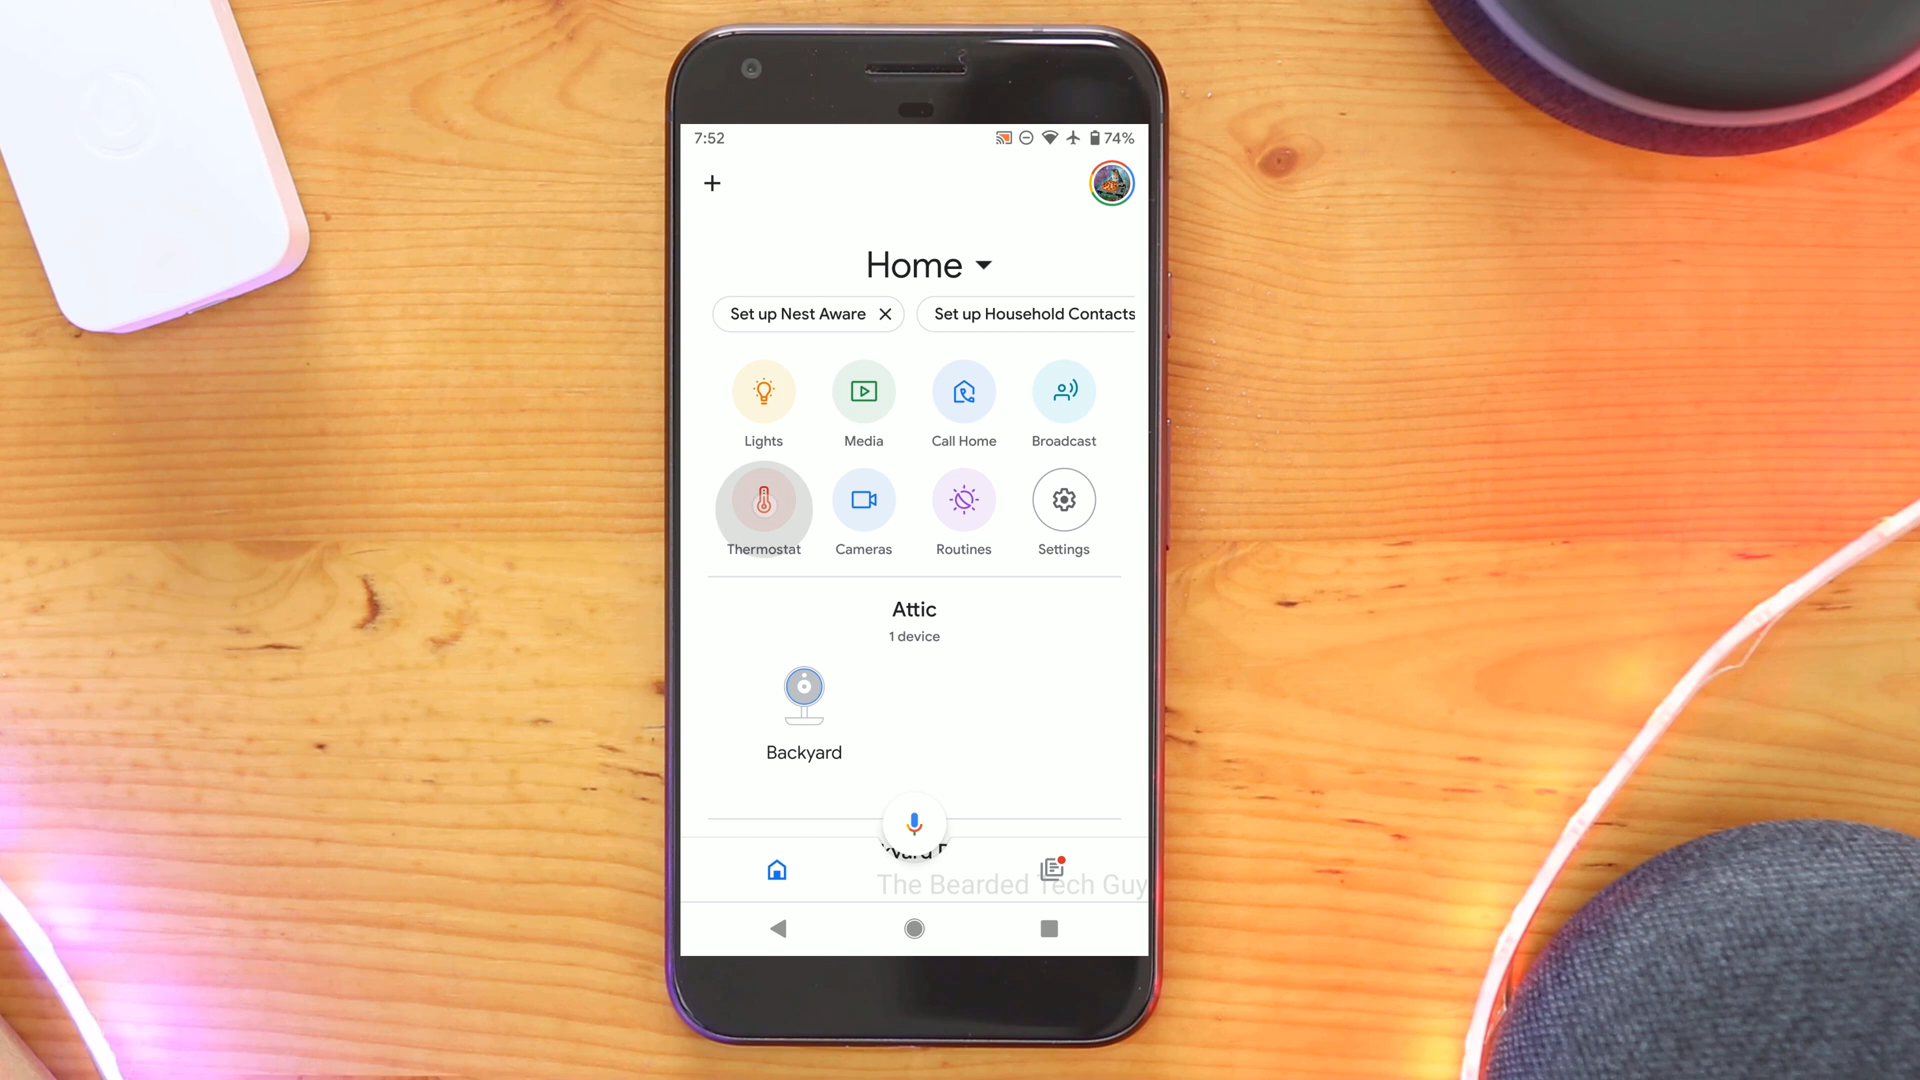 7:52
74%
Home
Set up Nest Aware
Set up Household Contacts
Lights
Media
Call Home
Broadcast
Thermostat
Cameras
Routines
Settings
Attic
1 device
Backyard
The Bearded Tech Guy